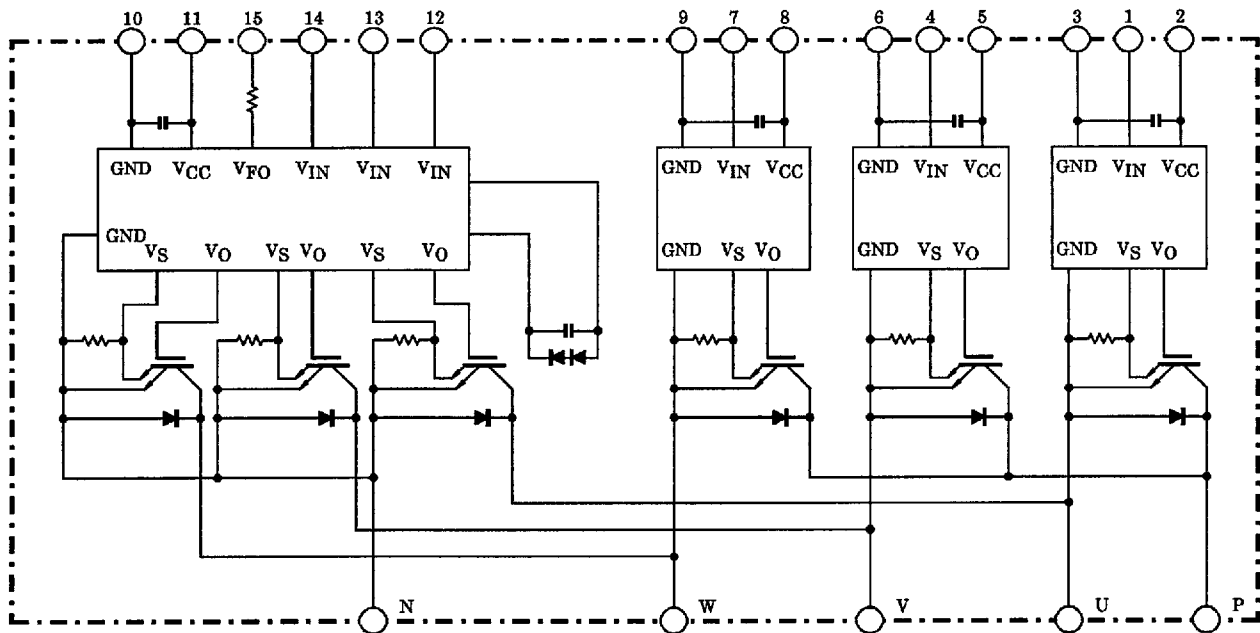 10 11 15 14 13 12 9 7 8 6 4 5 3 1 2
GND VCC VFO VIN VIN VIN GND VIN VCC GND VIN VCC GND VIN VCC
GND
VS VO VS VO VS VO GND VS VO GND VS VO GND VS VO
N W V U P